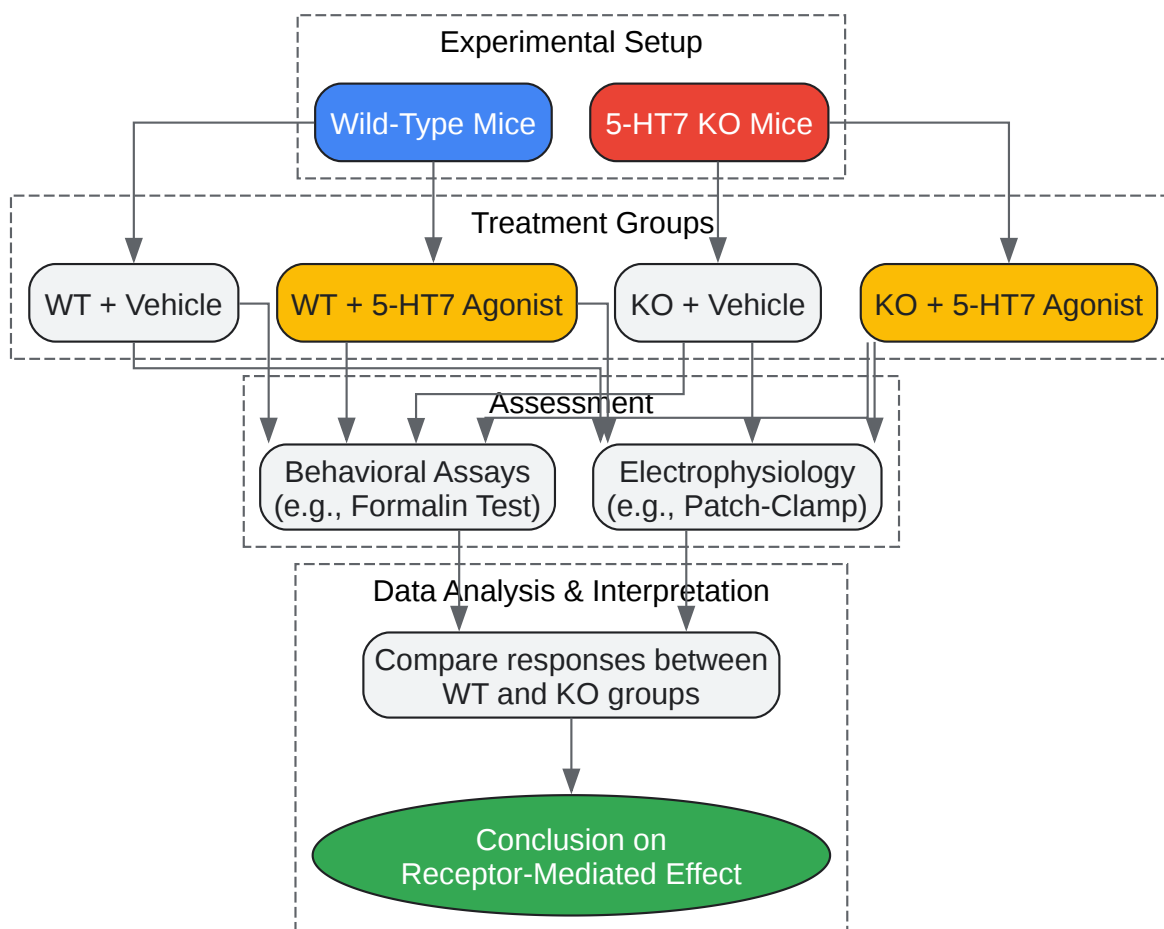 Experimental Setup
Wild-Type Mice
5-HT7 KO Mice
Treatment Groups
WT + Vehicle
WT + 5-HT7 Agonist
KO + Vehicle
KO + 5-HT7 Agonist
Assessment
Behavioral Assays
(e.g., Formalin Test)
Electrophysiology
(e.g., Patch-Clamp)
Data Analysis & Interpretation
Compare responses between
WT and KO groups
Conclusion on
Receptor-Mediated Effect